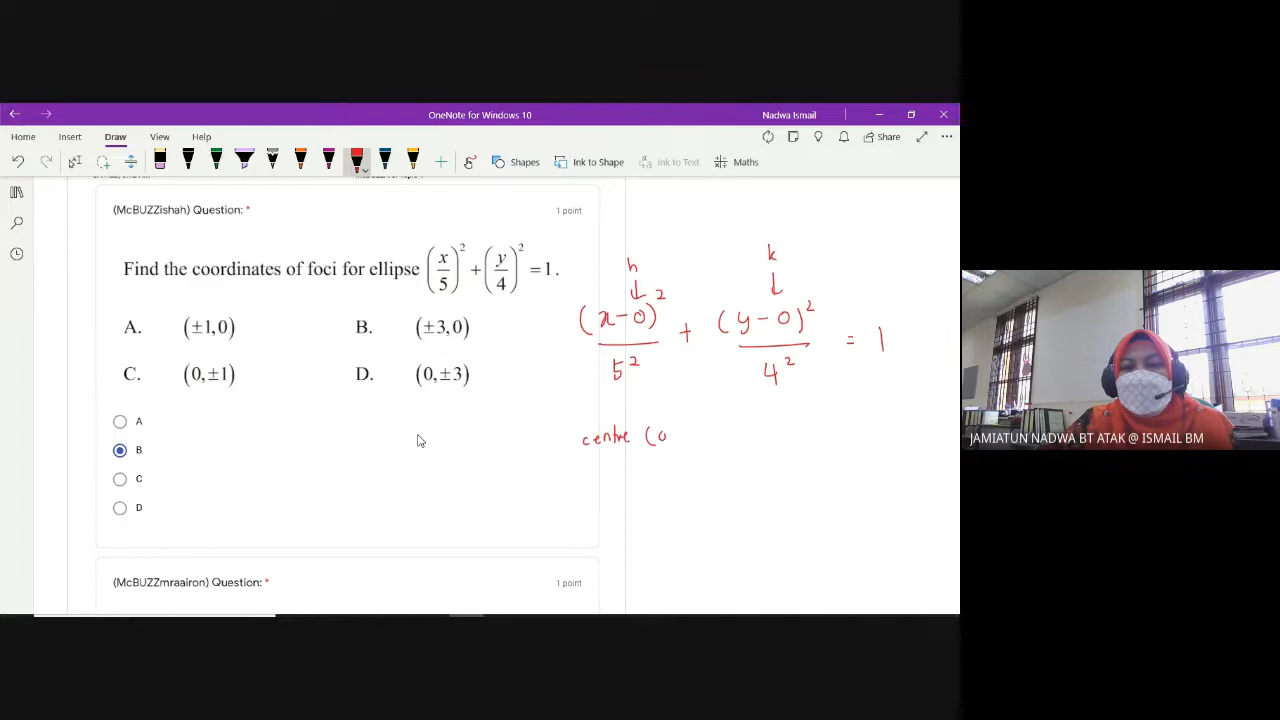 OneNote for Windows 10
Nadwa Ismail
Home Insert Draw View Help
Share
Shapes Ink to Shape Ink to Text Maths
(McBUZZishah) Question: *
1 point
Find the coordinates of foci for ellipse (x/5)² + (y/4)² = 1.
A. (±1,0) B. (±3,0)
C. (0,±1) D. (0,±3)
A
B
C
D
(McBUZZmraairon) Question: *
1 point
h k
(x-0)²/5² + (y-0)²/4² = 1
centre (0
JAMIATUN NADWA BT ATAK @ ISMAIL BM